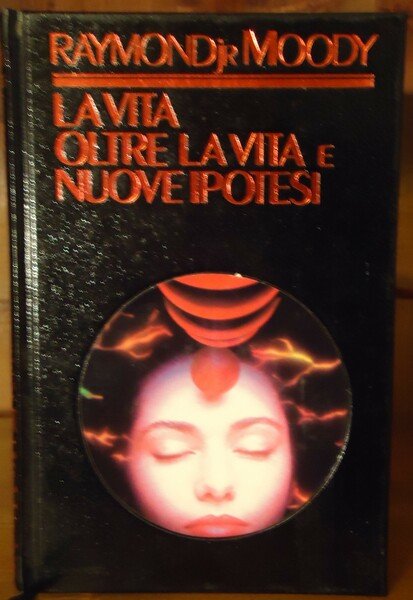 RAYMOND jR MOODY
LA VITA
OLTRE LA VITA E
NUOVE IPOTESI